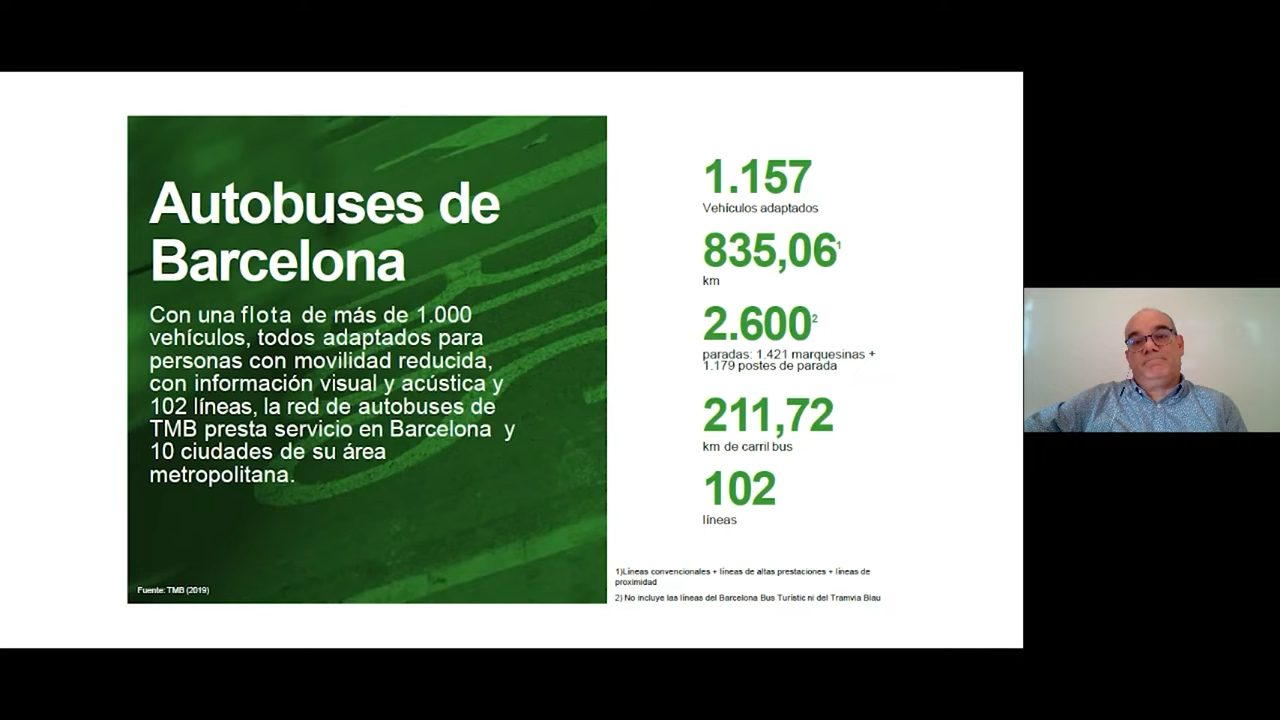 Autobuses de
Barcelona
Con una flota de más de 1.000
vehículos, todos adaptados para
personas con movilidad reducida,
con información visual y acústica y
102 líneas, la red de autobuses de
TMB presta servicio en Barcelona y
10 ciudades de su área
metropolitana.
Fuente: TMB (2019)
1.157
Vehículos adaptados
835,06¹
km
2.600²
paradas: 1.421 marquesinas +
1.179 postes de parada
211,72
km de carril bus
102
líneas
1)Líneas convencionales + líneas de altas prestaciones + líneas de
proximidad
2) No incluye las líneas del Barcelona Bus Turístic ni del Tramvia Blau